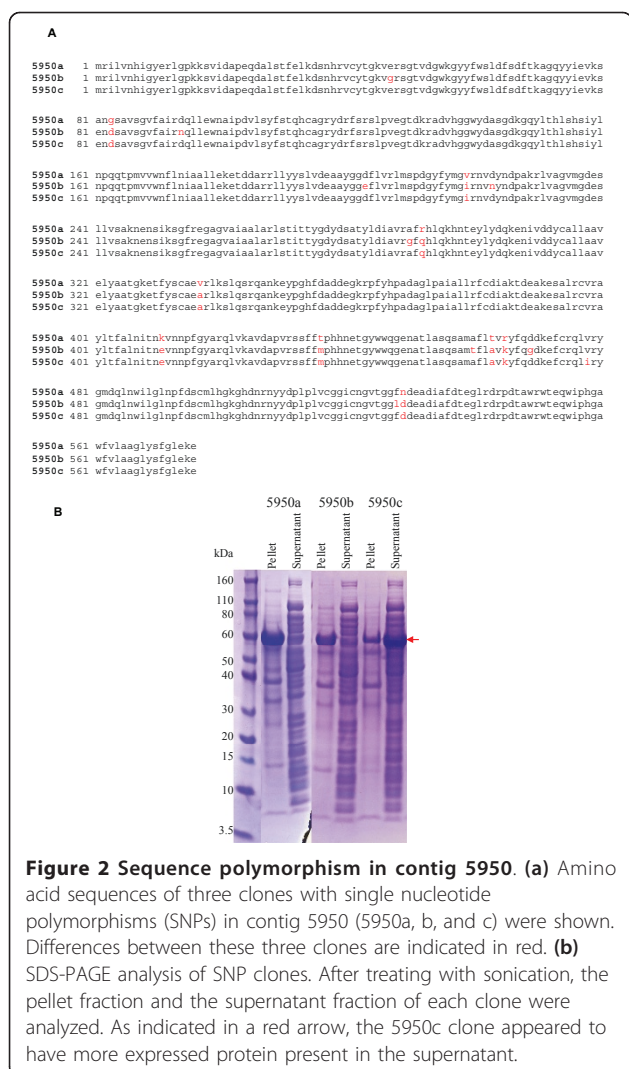 A
5950a 1 mrilvnhigyerlgpkksvidapeqdalstfelkdsnhrvcytgkversgtvdgwkgyyfwsldfsdftkagqyyievks
5950b 1 mrilvnhigyerlgpkksvidapeqdalstfelkdsnhrvcytgkvgrsgtvdgwkgyyfwsldfsdftkagqyyievks
5950c 1 mrilvnhigyerlgpkksvidapeqdalstfelkdsnhrvcytgkversgtvdgwkgyyfwsldfsdftkagqyyievks
5950a 81 angsavsgvfairdqllewnaipdvlsyfstqhcagrydrfsrslpvegtdkradvhggwydasgdkgqylthlshsiyl
5950b 81 endsavsgvfairnqllewnaipdvlsyfstqhcagrydrfsrslpvegtdkradvhggwydasgdkgqylthlshsiyl
5950c 81 endsavsgvfairdqllewnaipdvlsyfstqhcagrydrfsrslpvegtdkradvhggwydasgdkgqylthlshsiyl
5950a 161 npqqtpmvvwnflniaalleketddarrllyyslvdeaayggdflvrlmspdgyfymgvrnvdyndpakrlvagvmgdes
5950b 161 npqqtpmvvwnflniaalleketddarrllyyslvdeaayggeflvrlmspdgyfymgirnvnyndpakrlvagvmgdes
5950c 161 npqqtpmvvwnflniaalleketddarrllyyslvdeaayggdflvrlmspdgyfymgirnvdyndpakrlvagvmgdes
5950a 241 llvsaknensiksgfregagvaiaalarlstittygdydsatyldiavrafrhlqkhnteylydqkenivddycallaav
5950b 241 llvsaknensiksgfregagvaiaalarlstittygdydsatyldiavrgfqhlqkhnteylydqkenivddycallaav
5950c 241 llvsaknensiksgfregagvaiaalarlstittygdydsatyldiavrafqhlqkhnteylydqkenivddycallaav
5950a 321 elyaatgketfyscaevrlkslqsrqankeypghfdaddegkrpfyhpadaglpaiallrfcdiaktdeakesalrcvra
5950b 321 elyaatgketfyscaearlkslqsrqankeypghfdaddegkrpfyhpadaglpaiallrfcdiaktdeakesalrcvra
5950c 321 elyaatgketfyscaearlkslqsrqankeypghfdaddegkrpfyhpadaglpaiallrfcdiaktdeakesalrcvra
5950a 401 yltfalnitnkvnnpfgyarqlvkavdapvrssfftphhnetgywwqgenatlasqsamafltvryfqddkefcrqlvry
5950b 401 yltfalnitnevnnpfgyarqlvkavdapvrssffmphhnetgywwqgenatlasqsamtflavkyfqgdkefcrqlvry
5950c 401 yltfalnitnevnnpfgyarqlvkavdapvrssffmphhnetgywwqgenatlasqsamaflavkyfqddkefcrqliry
5950a 481 gmdqlnwilglnpfdscmlhgkghdnrnyydplplvcggicngvtggfndeadiafdteglrdrpdtawrwteqwiphga
5950b 481 gmdqlnwilglnpfdscmlhgkghdnrnyydplplvcggicngvtgglddeadiafdteglrdrpdtawrwteqwiphga
5950c 481 gmdqlnwilglnpfdscmlhgkghdnrnyydplplvcggicngvtggfddeadiafdteglrdrpdtawrwteqwiphga
5950a 561 wfvlaaglysfglek​e
5950b 561 wfvlaaglysfgleke
5950c 561 wfvlaaglysfgleke
B
5950a 5950b 5950c
kDa Pellet Supernatant Pellet Supernatant Pellet Supernatant
160
110
80
60
50
40
30
20
15
10
3.5
Figure 2 Sequence polymorphism in contig 5950. (a) Amino
acid sequences of three clones with single nucleotide
polymorphisms (SNPs) in contig 5950 (5950a, b, and c) were shown.
Differences between these three clones are indicated in red. (b)
SDS-PAGE analysis of SNP clones. After treating with sonication, the
pellet fraction and the supernatant fraction of each clone were
analyzed. As indicated in a red arrow, the 5950c clone appeared to
have more expressed protein present in the supernatant.